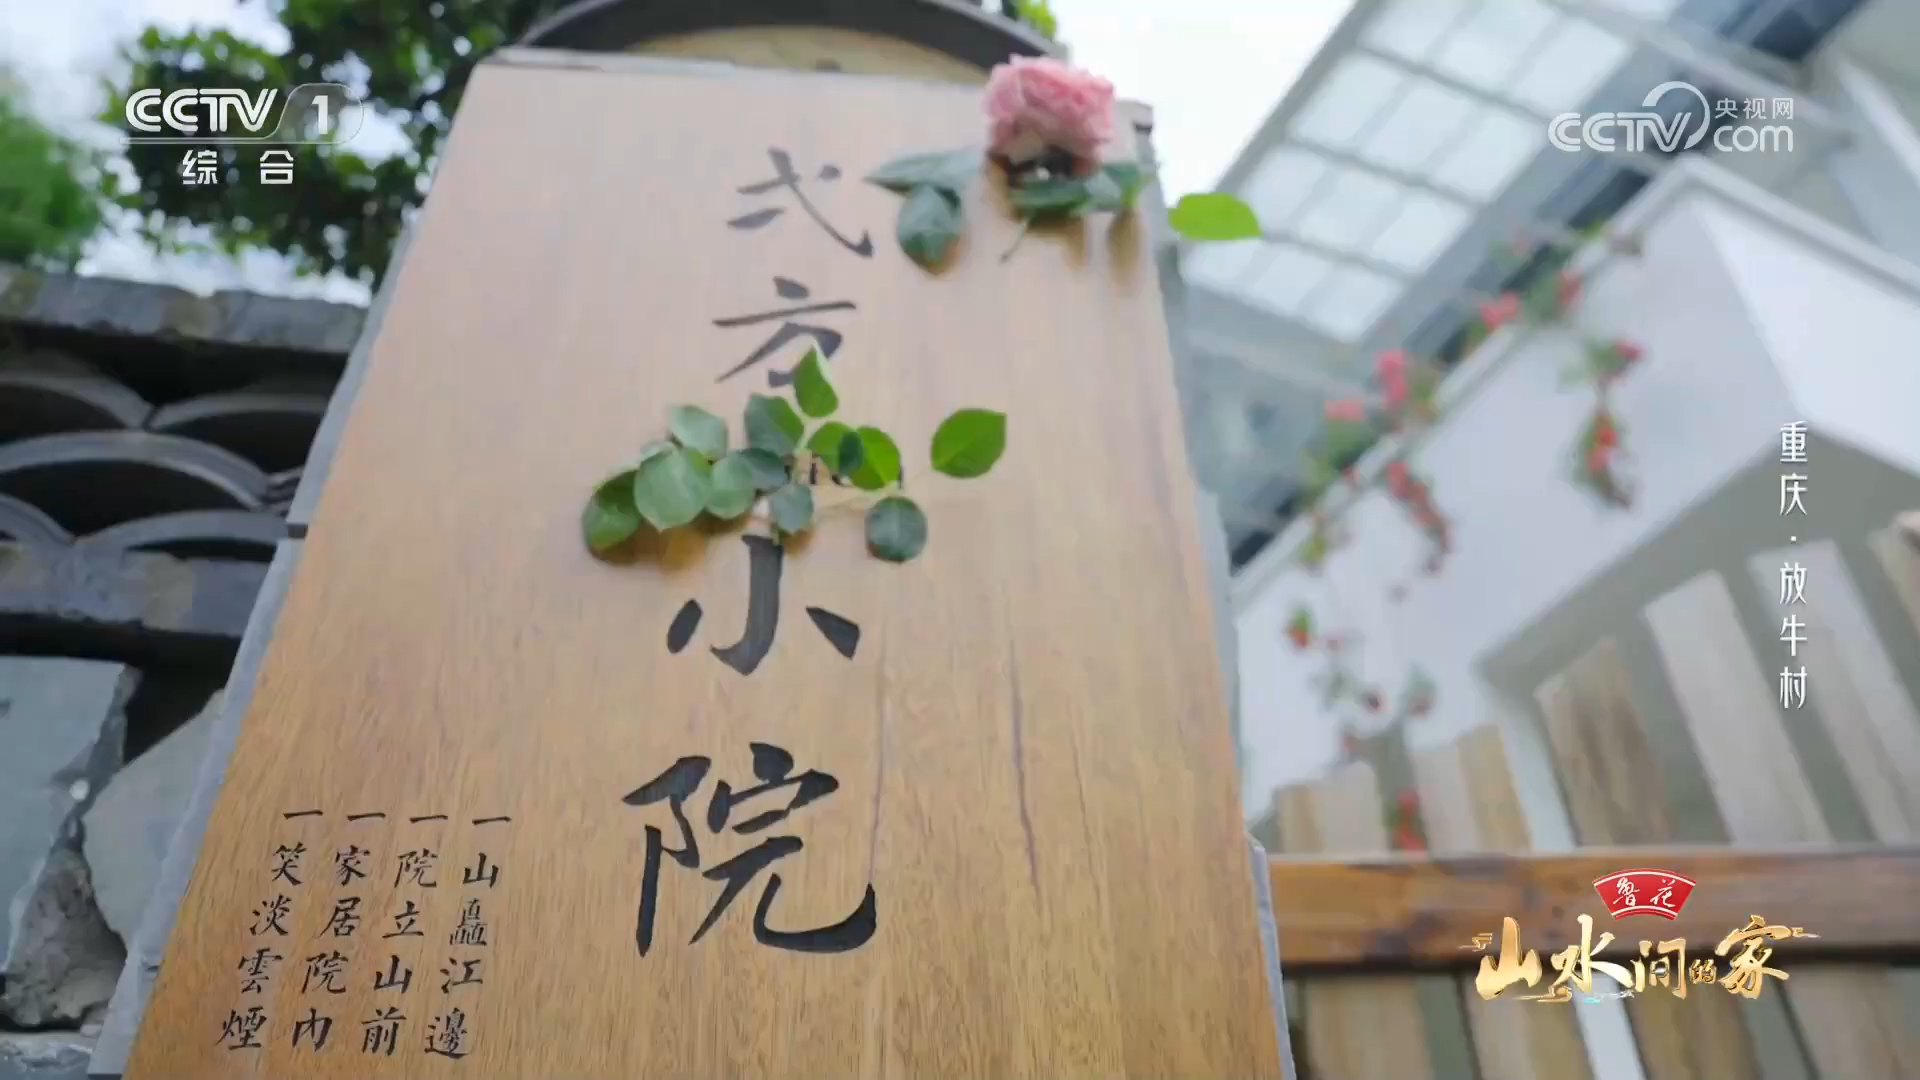 CCTV 1
综合
CCTV 央视网
com
弌方小院
一山矗江邊
一院立山前
一家居院内
一笑淡雲煙
重庆·放牛村
鲁花
山水间的家